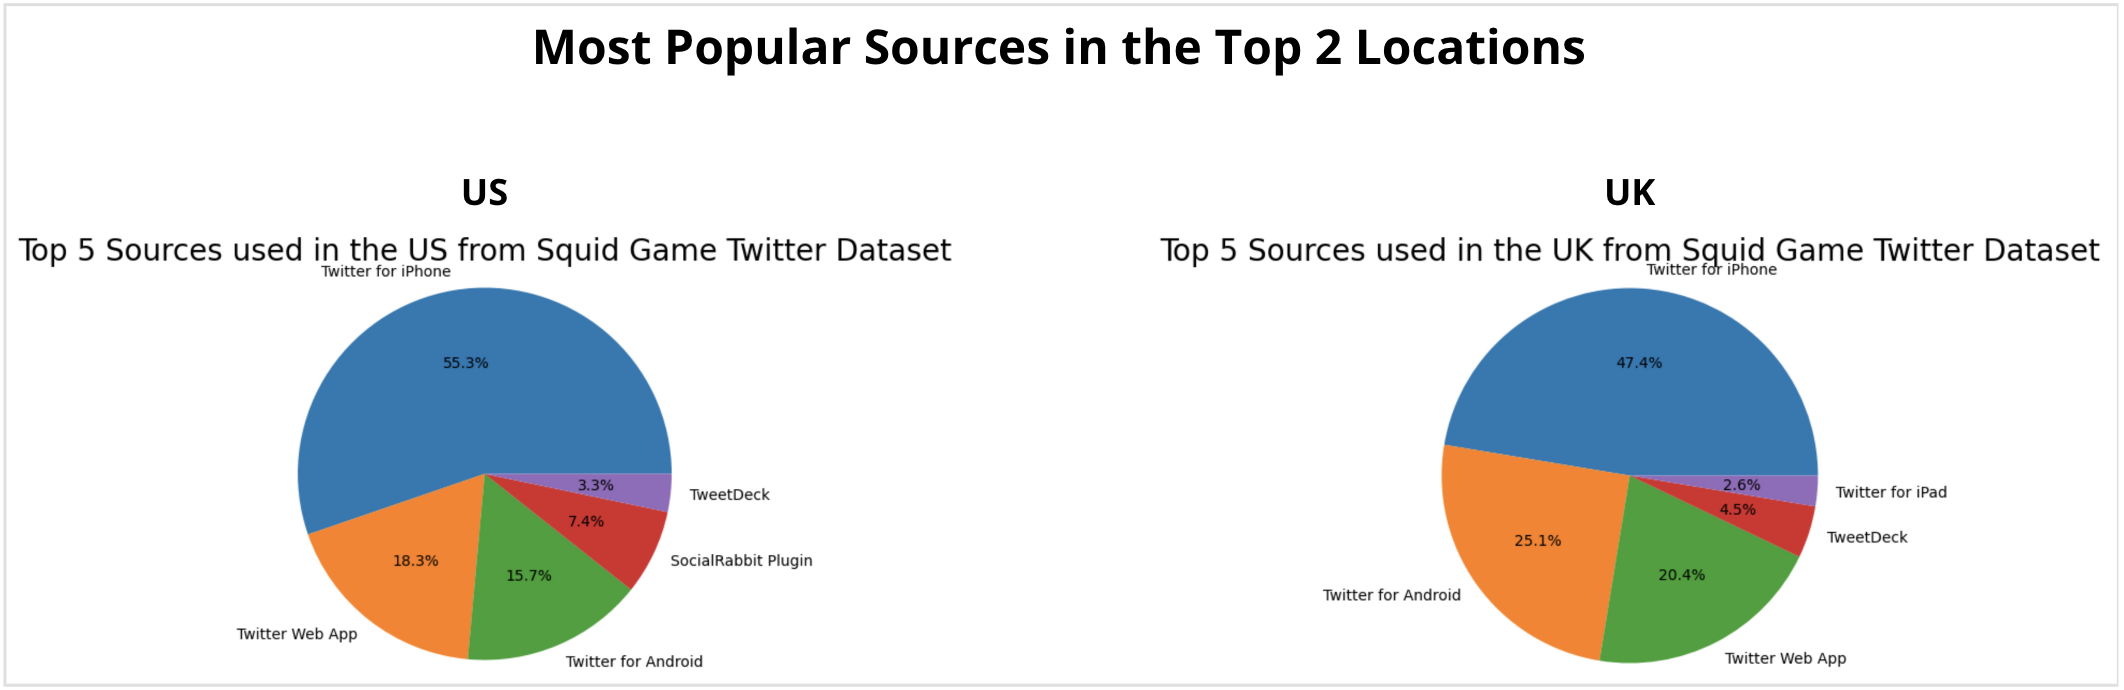 Most Popular Sources in the Top 2 Locations
US
Top 5 Sources used in the US from Squid Game Twitter Dataset
Twitter for iPhone
55.3%
3.3%
TweetDeck
7.4%
SocialRabbit Plugin
18.3%
15.7%
Twitter Web App
Twitter for Android
UK
Top 5 Sources used in the UK from Squid Game Twitter Dataset
Twitter for iPhone
47.4%
2.6%
Twitter for iPad
4.5%
TweetDeck
25.1%
20.4%
Twitter for Android
Twitter Web App